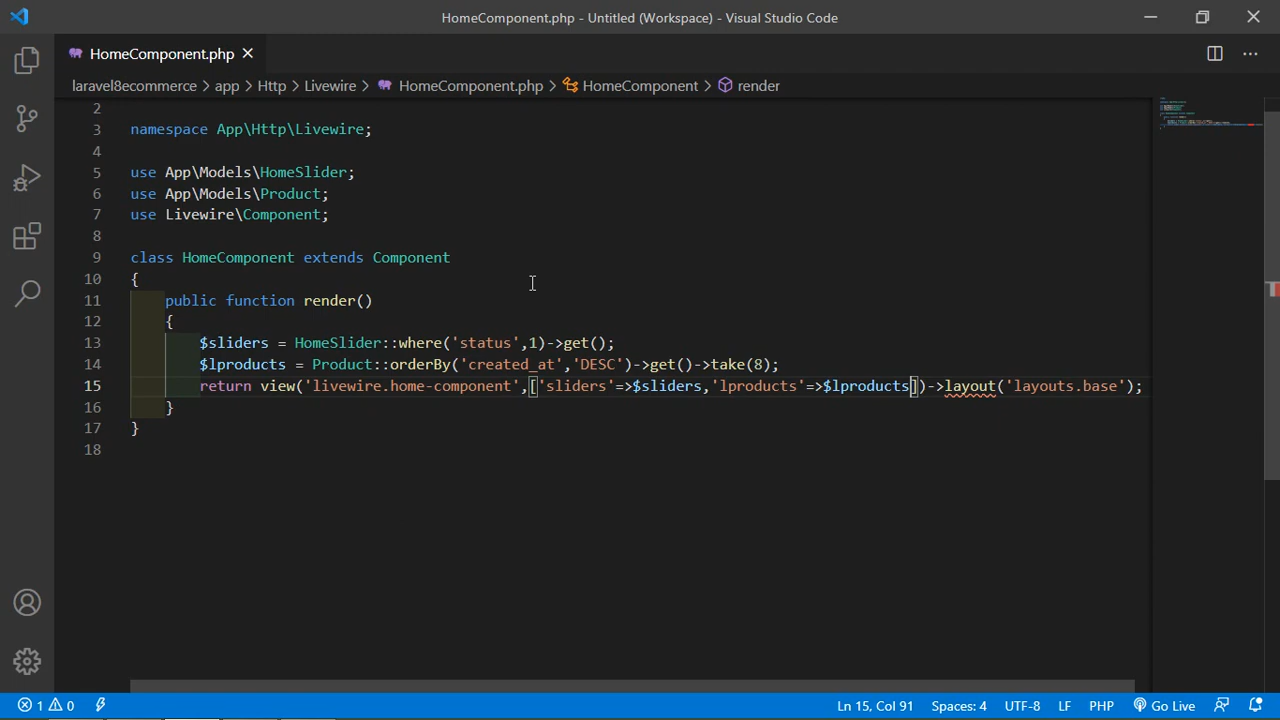 HomeComponent.php - Untitled (Workspace) - Visual Studio Code
HomeComponent.php
laravel8ecommerce > app > Http > Livewire > HomeComponent.php > HomeComponent > render
2
3 namespace App\Http\Livewire;
4
5 use App\Models\HomeSlider;
6 use App\Models\Product;
7 use Livewire\Component;
8
9 class HomeComponent extends Component
10 {
11 public function render()
12 {
13 $sliders = HomeSlider::where('status',1)->get();
14 $lproducts = Product::orderBy('created_at','DESC')->get()->take(8);
15 return view('livewire.home-component',['sliders'=>$sliders,'lproducts'=>$lproducts])->layout('layouts.base');
16 }
17 }
18
1 0 Ln 15, Col 91 Spaces: 4 UTF-8 LF PHP Go Live